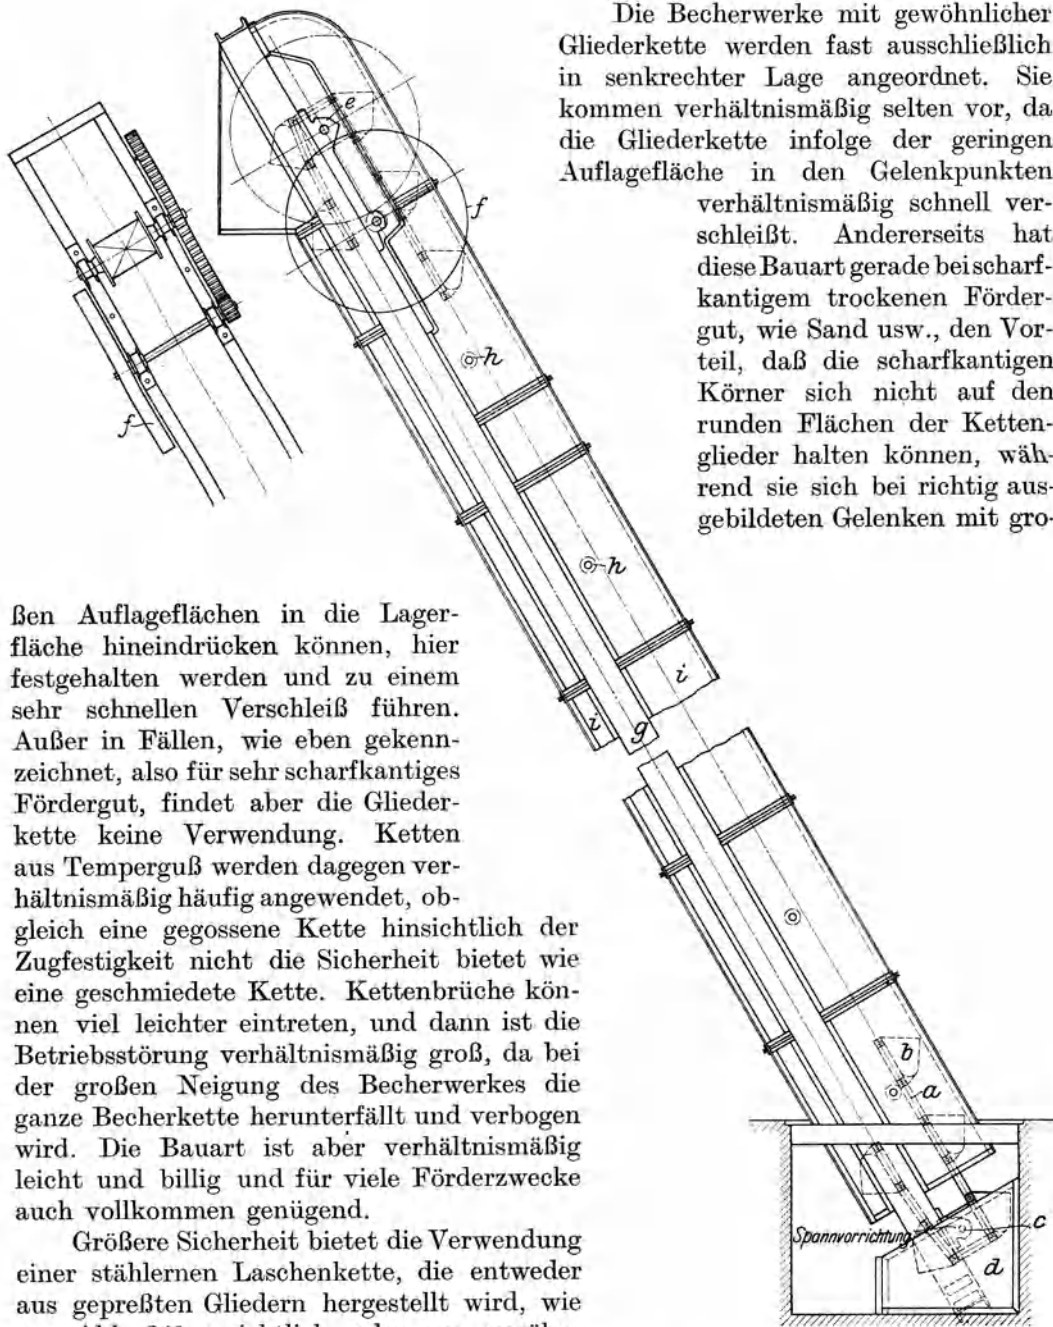 Die Becherwerke mit gewöhnlicher
Gliederkette werden fast ausschließlich
in senkrechter Lage angeordnet. Sie
kommen verhältnismäßig selten vor, da
die Gliederkette infolge der geringen
Auflagefläche in den Gelenkpunkten
verhältnismäßig schnell ver-
schleißt. Andererseits hat
diese Bauart gerade bei scharf-
kantigem trockenen Förder-
gut, wie Sand usw., den Vor-
teil, daß die scharfkantigen
Körner sich nicht auf den
runden Flächen der Ketten-
glieder halten können, wäh-
rend sie sich bei richtig aus-
gebildeten Gelenken mit gro-
ßen Auflageflächen in die Lager-
fläche hineindrücken können, hier
festgehalten werden und zu einem
sehr schnellen Verschleiß führen.
Außer in Fällen, wie eben gekenn-
zeichnet, also für sehr scharfkantiges
Fördergut, findet aber die Glieder-
kette keine Verwendung. Ketten
aus Temperguß werden dagegen ver-
hältnismäßig häufig angewendet, ob-
gleich eine gegossene Kette hinsichtlich der
Zugfestigkeit nicht die Sicherheit bietet wie
eine geschmiedete Kette. Kettenbrüche kön-
nen viel leichter eintreten, und dann ist die
Betriebsstörung verhältnismäßig groß, da bei
der großen Neigung des Becherwerkes die
ganze Becherkette herunterfällt und verbogen
wird. Die Bauart ist aber verhältnismäßig
leicht und billig und für viele Förderzwecke
auch vollkommen genügend.
Größere Sicherheit bietet die Verwendung
einer stählernen Laschenkette, die entweder
aus gepreßten Gliedern hergestellt wird, wie
e
f
f
h
h
i
i
g
b
a
c
d
Spannvorrichtung